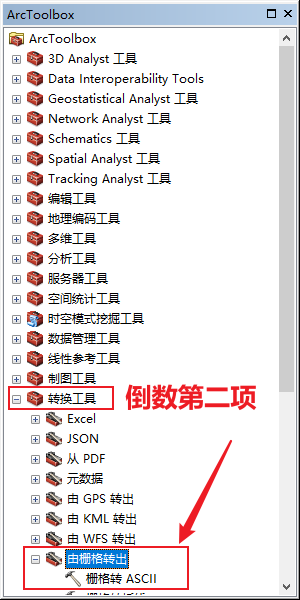 ArcToolbox
ArcToolbox
3D Analyst 工具
Data Interoperability Tools
Geostatistical Analyst 工具
Network Analyst 工具
Schematics 工具
Spatial Analyst 工具
Tracking Analyst 工具
编辑工具
地理编码工具
多维工具
分析工具
服务器工具
空间统计工具
时空模式挖掘工具
数据管理工具
线性参考工具
制图工具
转换工具 倒数第二项
Excel
JSON
从 PDF
元数据
由 GPS 转出
由 KML 转出
由 WFS 转出
由栅格转出
栅格转 ASCII